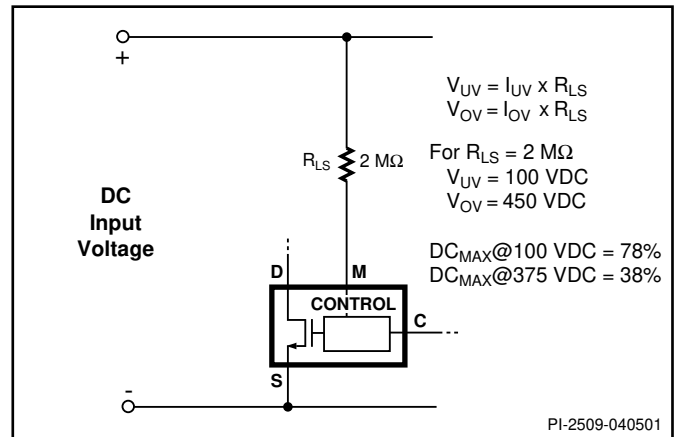 +
V_UV = I_UV x R_LS
V_OV = I_OV x R_LS
R_LS 2 MΩ
For R_LS = 2 MΩ
V_UV = 100 VDC
V_OV = 450 VDC
DC
Input
Voltage
DC_MAX@100 VDC = 78%
DC_MAX@375 VDC = 38%
D M
CONTROL
C
S
-
PI-2509-040501